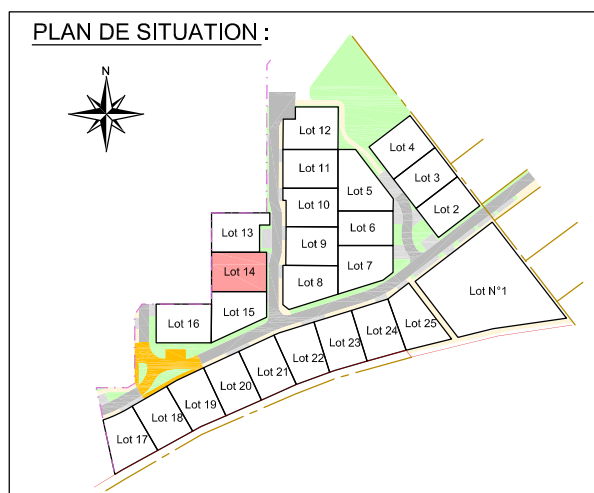 PLAN DE SITUATION :
N
Lot 12
Lot 4
Lot 11
Lot 3
Lot 5
Lot 10
Lot 2
Lot 13
Lot 6
Lot 9
Lot 14
Lot 7
Lot 8
Lot N°1
Lot 15
Lot 16
Lot 25
Lot 24
Lot 23
Lot 22
Lot 21
Lot 20
Lot 19
Lot 18
Lot 17